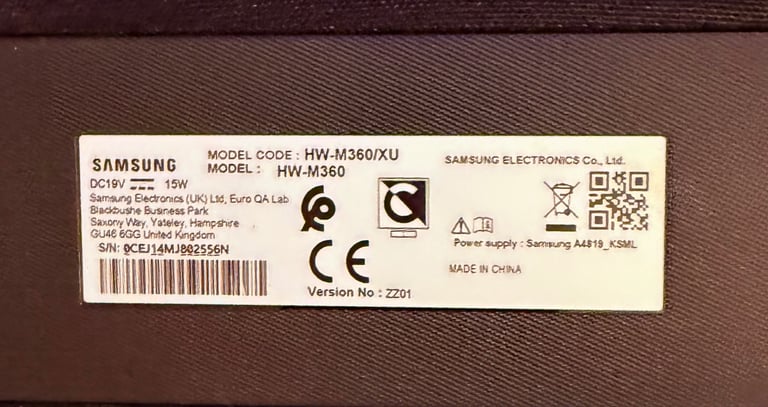 SAMSUNG
MODEL CODE : HW-M360/XU
MODEL : HW-M360
DC19V 15W
Samsung Electronics (UK) Ltd, Euro QA Lab
Blackbushe Business Park
Saxony Way, Yateley, Hampshire
GU46 6GG United Kingdom
S/N: 0CEJ14MJ802556N
CE
Version No : ZZ01
SAMSUNG ELECTRONICS Co., Ltd.
Power supply : Samsung A4819_KSML
MADE IN CHINA